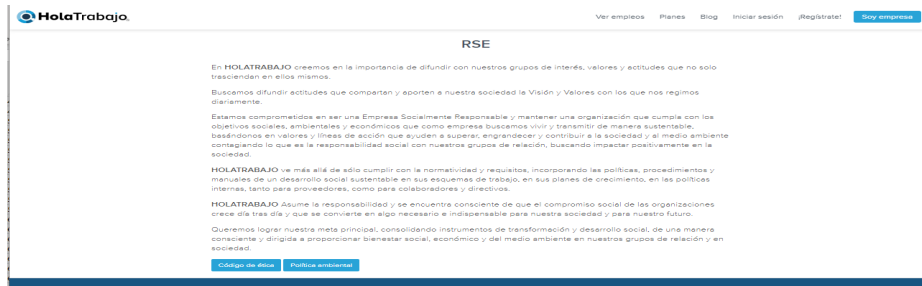 HolaTrabajo.
Ver empleos Planes Blog Iniciar sesión ¡Regístrate! Soy empresa
RSE
En HOLATRABAJO creemos en la importancia de difundir con nuestros grupos de interés, valores y actitudes que no solo
trasciendan en ellos mismos.
Buscamos difundir actitudes que compartan y aporten a nuestra sociedad la Visión y Valores con los que nos regimos
diariamente.
Estamos comprometidos en ser una Empresa Socialmente Responsable y mantener una organización que cumpla con los
objetivos sociales, ambientales y económicos que como empresa buscamos vivir y transmitir de manera sustentable,
basándonos en valores y líneas de acción que ayuden a superar, engrandecer y contribuir a la sociedad y al medio ambiente
contagiando lo que es la responsabilidad social con nuestros grupos de relación, buscando impactar positivamente en la
sociedad.
HOLATRABAJO ve más allá de sólo cumplir con la normatividad y requisitos, incorporando las políticas, procedimientos y
manuales de un desarrollo social sustentable en sus esquemas de trabajo, en sus planes de crecimiento, en las políticas
internas, tanto para proveedores, como para colaboradores y directivos.
HOLATRABAJO Asume la responsabilidad y se encuentra consciente de que el compromiso social de las organizaciones
crece día tras día y que se convierte en algo necesario e indispensable para nuestra sociedad y para nuestro futuro.
Queremos lograr nuestra meta principal, consolidando instrumentos de transformación y desarrollo social, de una manera
consciente y dirigida a proporcionar bienestar social, económico y del medio ambiente en nuestros grupos de relación y en
sociedad.
Código de ética Política ambiental